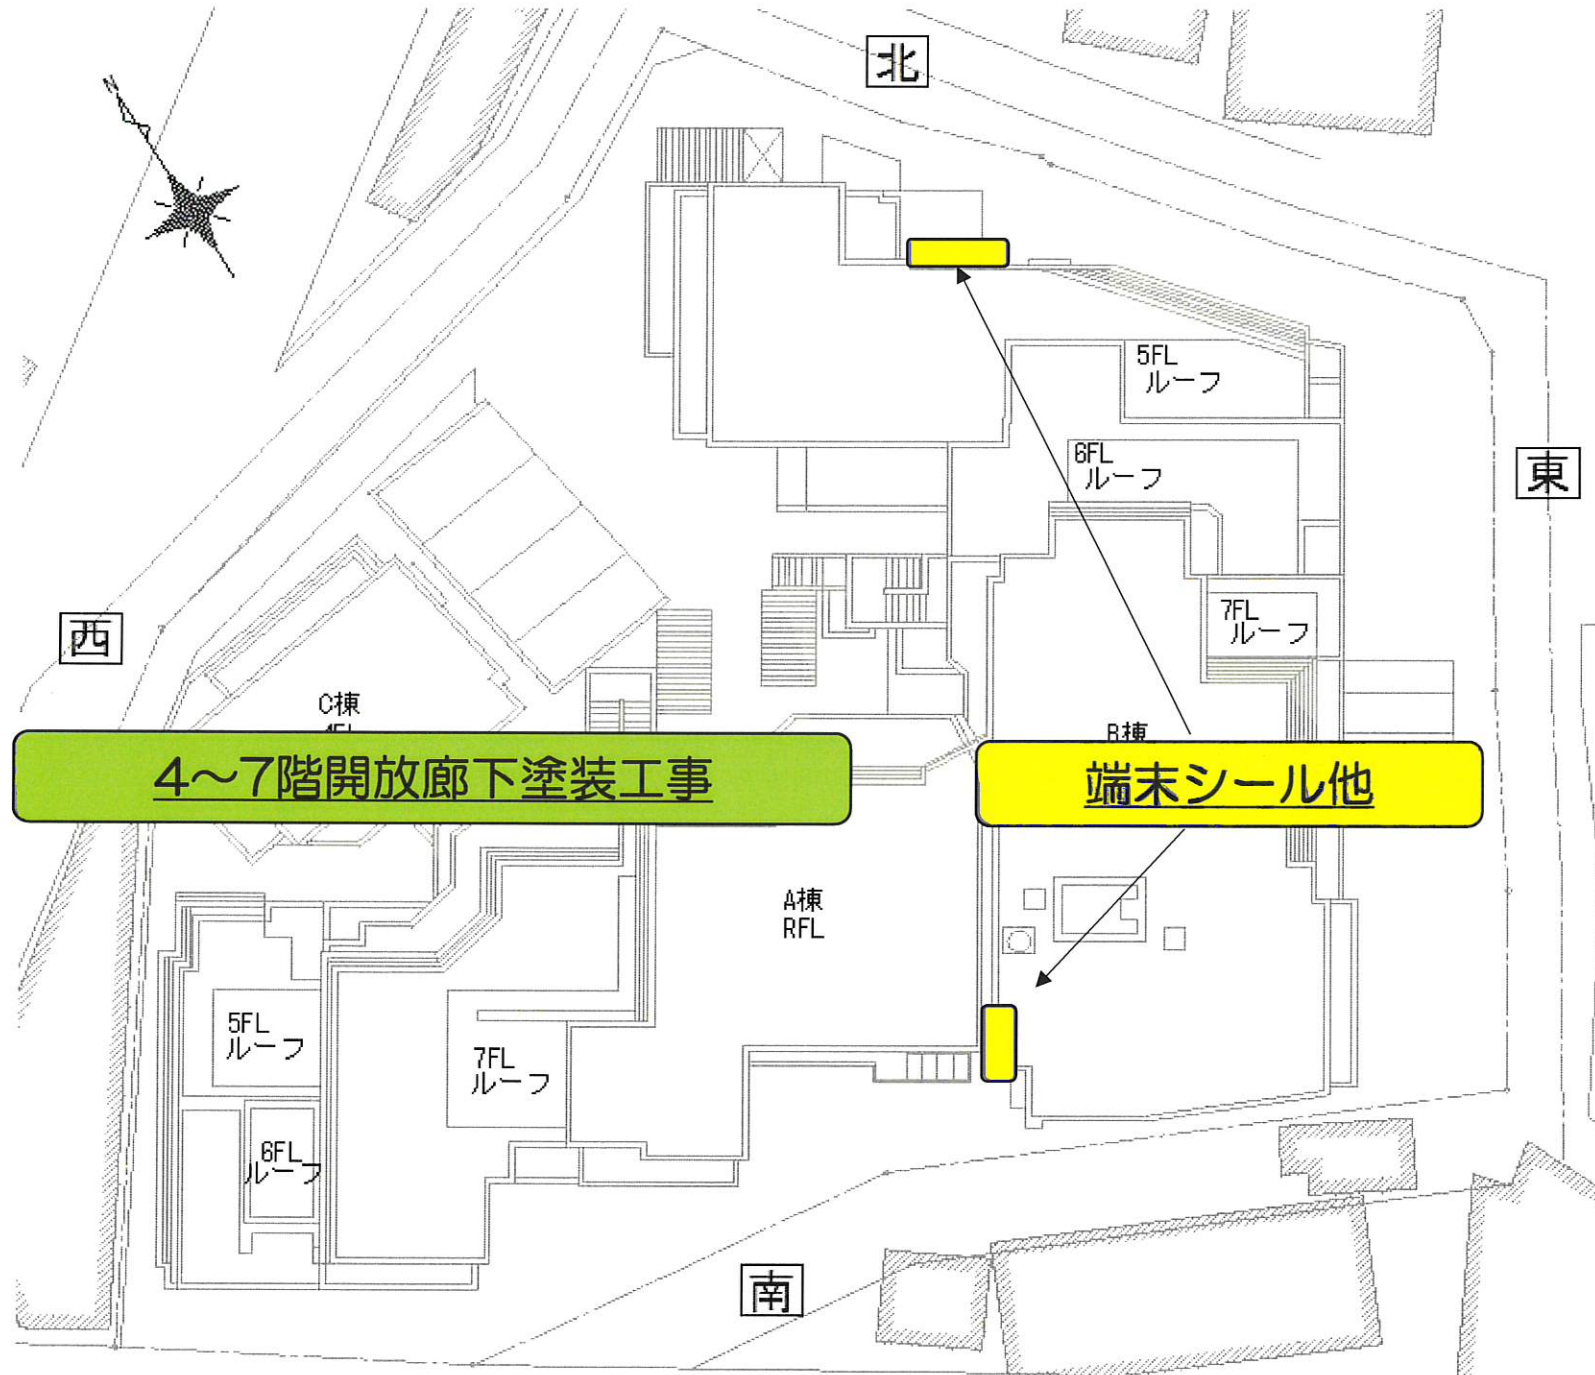 北
N
5FL
ルーフ
6FL
ルーフ
東
7FL
ルーフ
西
C棟
B棟
4～7階開放廊下塗装工事
端末シール他
A棟
RFL
5FL
ルーフ
7FL
ルーフ
6FL
ルーフ
南